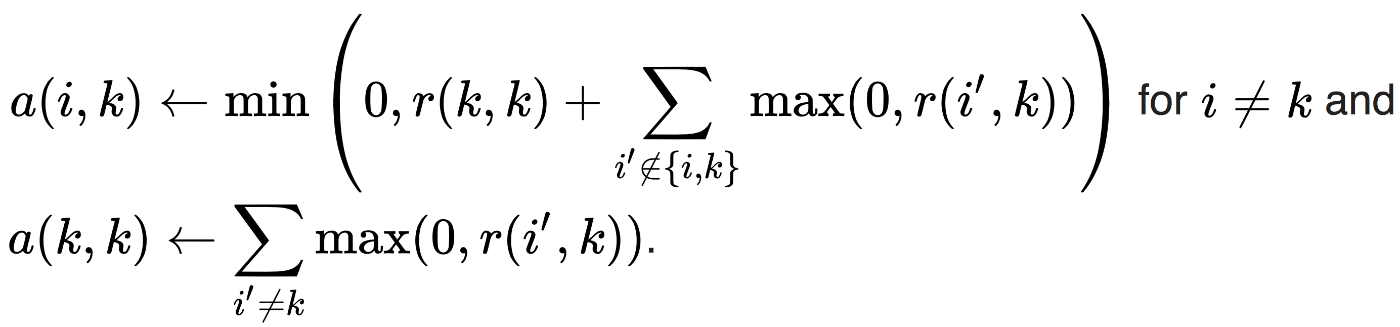 a(i, k) ← min (0, r(k, k) + ∑_{i′∉{i,k}} max(0, r(i′, k))) for i ≠ k and
a(k, k) ← ∑_{i′≠k} max(0, r(i′, k)).